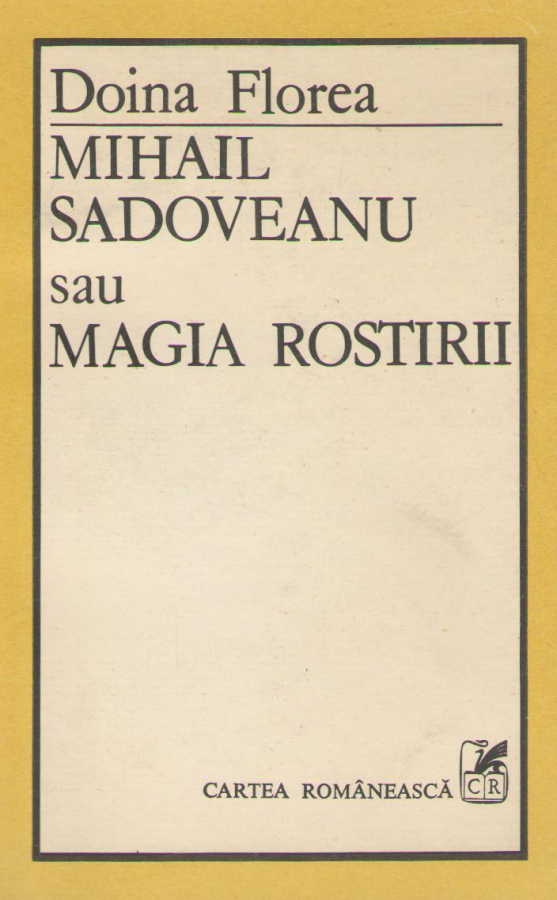 Doina Florea
MIHAIL
SADOVEANU
sau
MAGIA ROSTIRII
CARTEA ROMÂNEASCĂ
CR